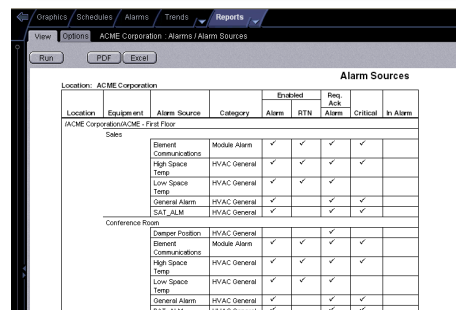 Graphics Schedules Alarms Trends Reports
View Options ACME Corporation : Alarms / Alarm Sources
Run PDF Excel
Alarm Sources
Location: ACME Corporation
Enabled Req. Ack
Location Equipment Alarm Source Category Alarm RTN Alarm Critical In Alarm
/ACME Corporation/ACME - First Floor
Sales
Element Communications Module Alarm ✓ ✓ ✓ ✓
High Space Temp HVAC General ✓ ✓ ✓ ✓
Low Space Temp HVAC General ✓ ✓ ✓
General Alarm HVAC General ✓ ✓ ✓
SAT_ALM HVAC General ✓ ✓ ✓
Conference Room
Damper Position HVAC General ✓
Element Communications Module Alarm ✓ ✓ ✓ ✓
High Space Temp HVAC General ✓ ✓ ✓ ✓
Low Space Temp HVAC General ✓ ✓ ✓
General Alarm HVAC General ✓ ✓ ✓
SAT_ALM HVAC General ✓ ✓ ✓